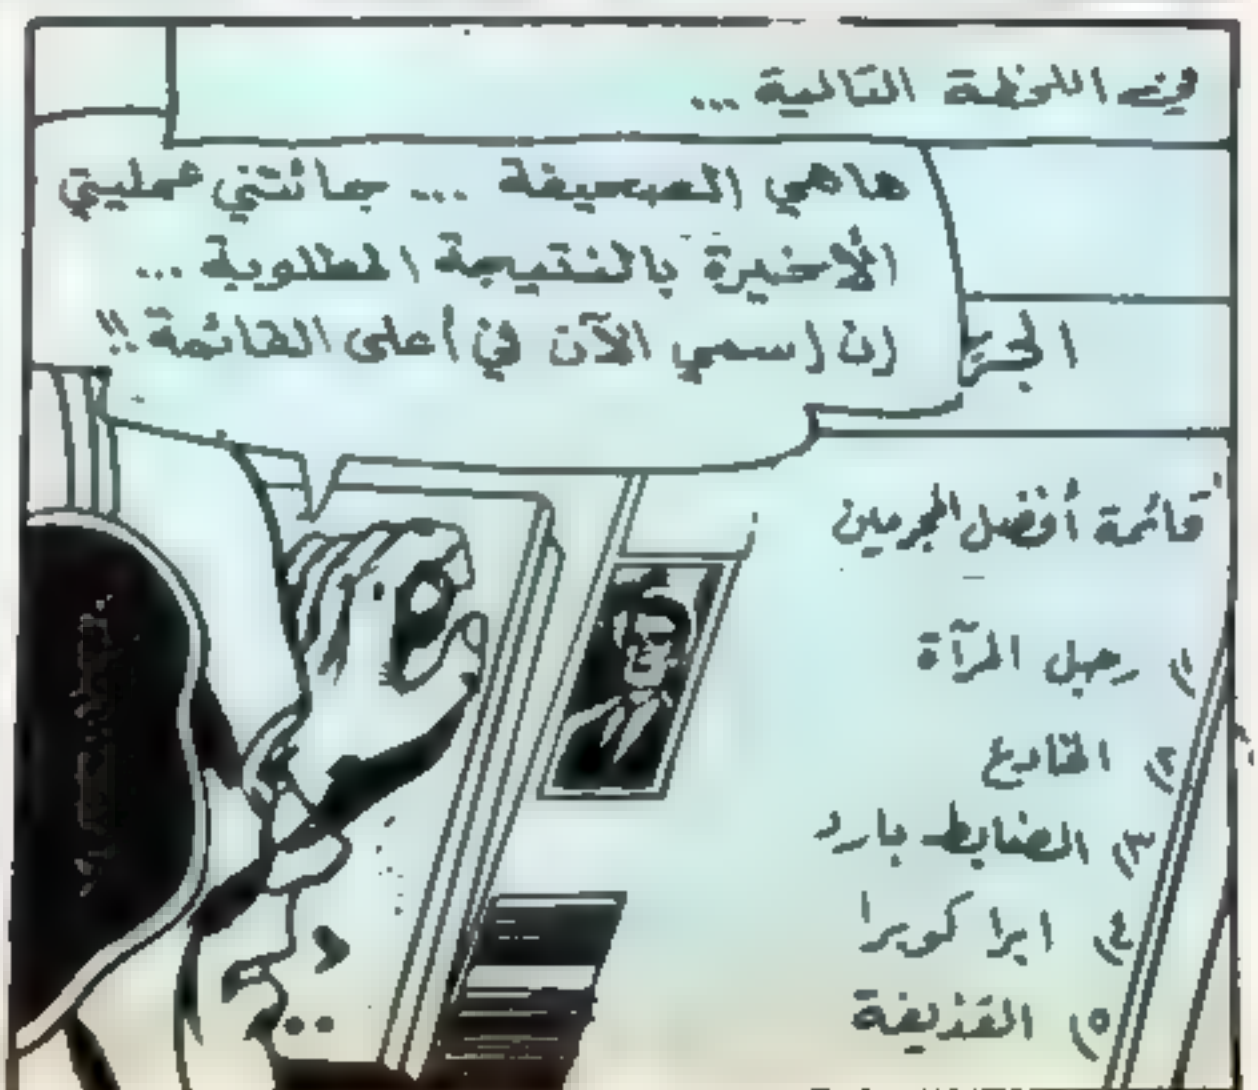 في اللحظة التالية ...
هاهي الصحيفة ... جائتني عمليتي
الأخيرة بالنتيجة المطلوبة ...
إن إسمي الآن في أعلى القائمة !!
قائمة أفضل المجرمين
١) رجل المرآة
٢) الخادع
٣) الضابط بارد
٤) ابرا كوبرا
٥) القذيفة